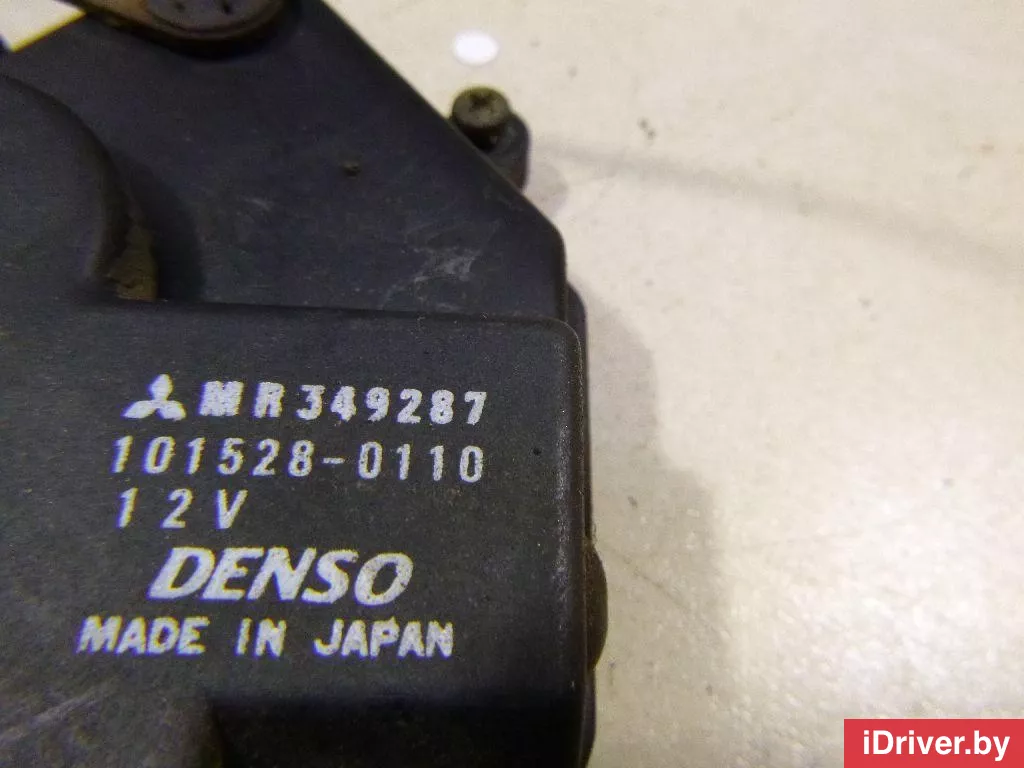 MR349287
101528-0110
12V
DENSO
MADE IN JAPAN
iDriver.by